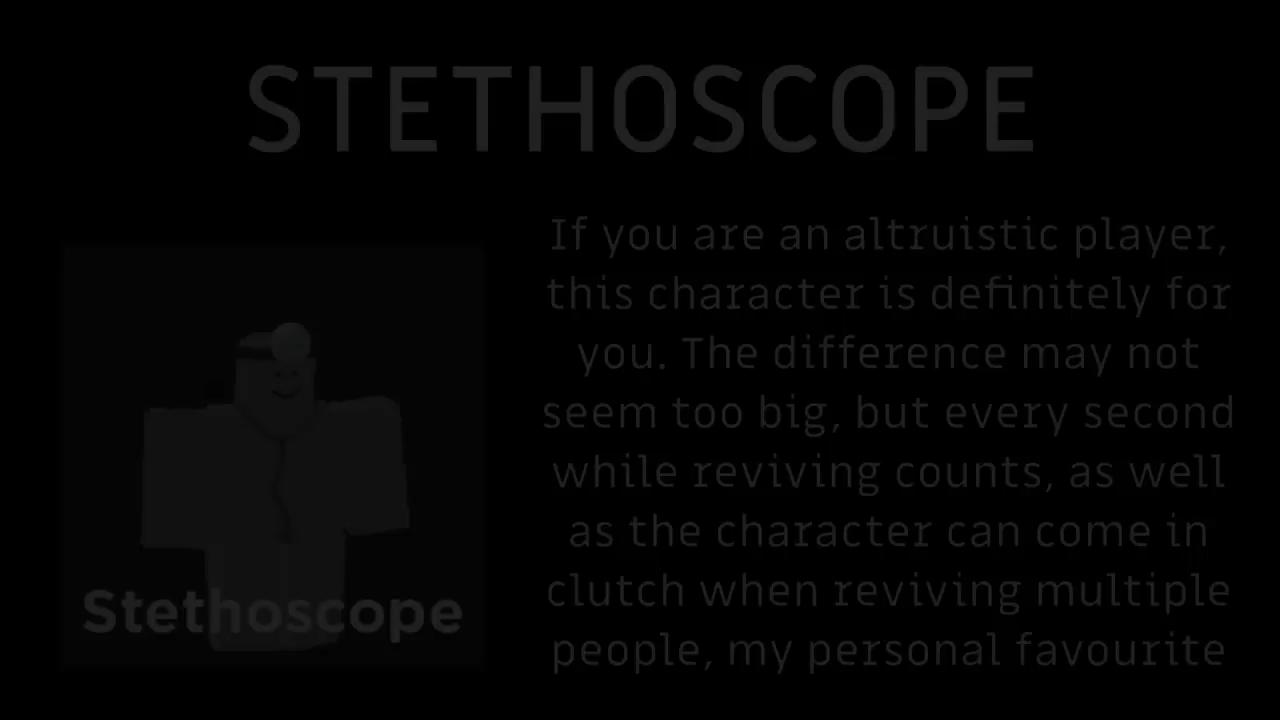 STETHOSCOPE
If you are an altruistic player,
this character is definitely for
you. The difference may not
seem too big, but every second
while reviving counts, as well
as the character can come in
clutch when reviving multiple
people, my personal favourite
Stethoscope